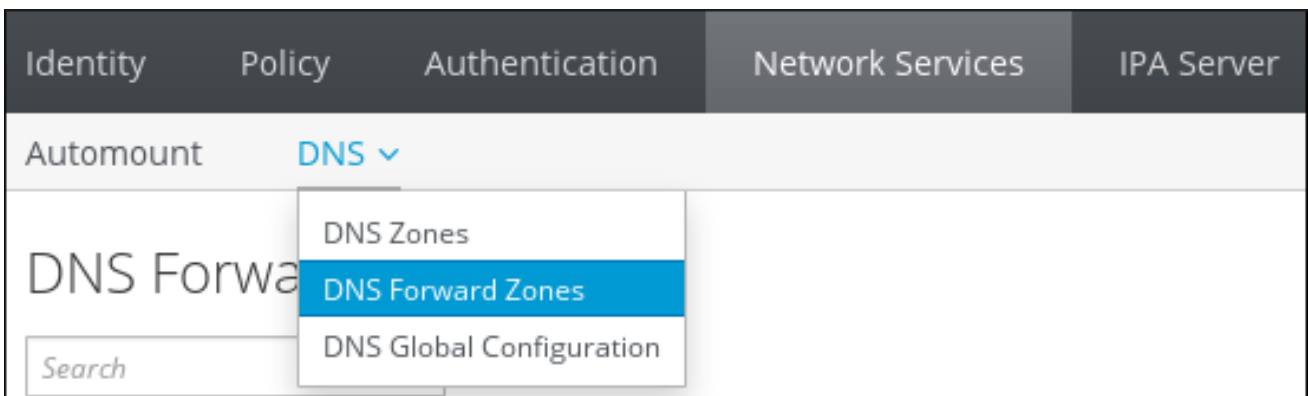 Identity Policy Authentication Network Services IPA Server
Automount DNS
DNS Zones
DNS Forwa
DNS Forward Zones
DNS Global Configuration
Search